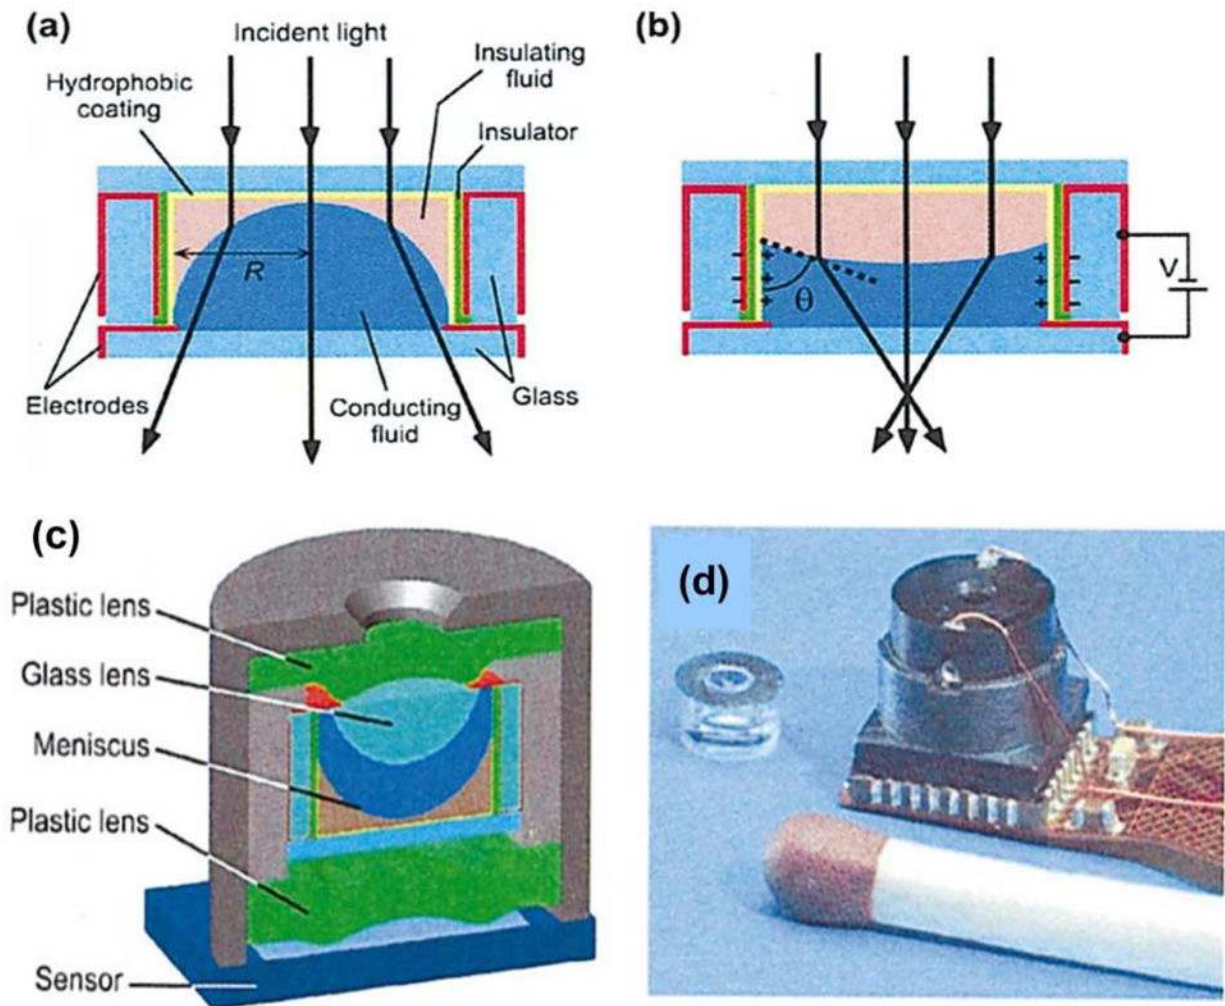 (a)
Incident light
Hydrophobic
coating
Insulating
fluid
Insulator
R
Electrodes
Conducting
fluid
Glass
(b)
θ
V
- + + -
- + + -
- + + -
(c)
Plastic lens
Glass lens
Meniscus
Plastic lens
Sensor
(d)